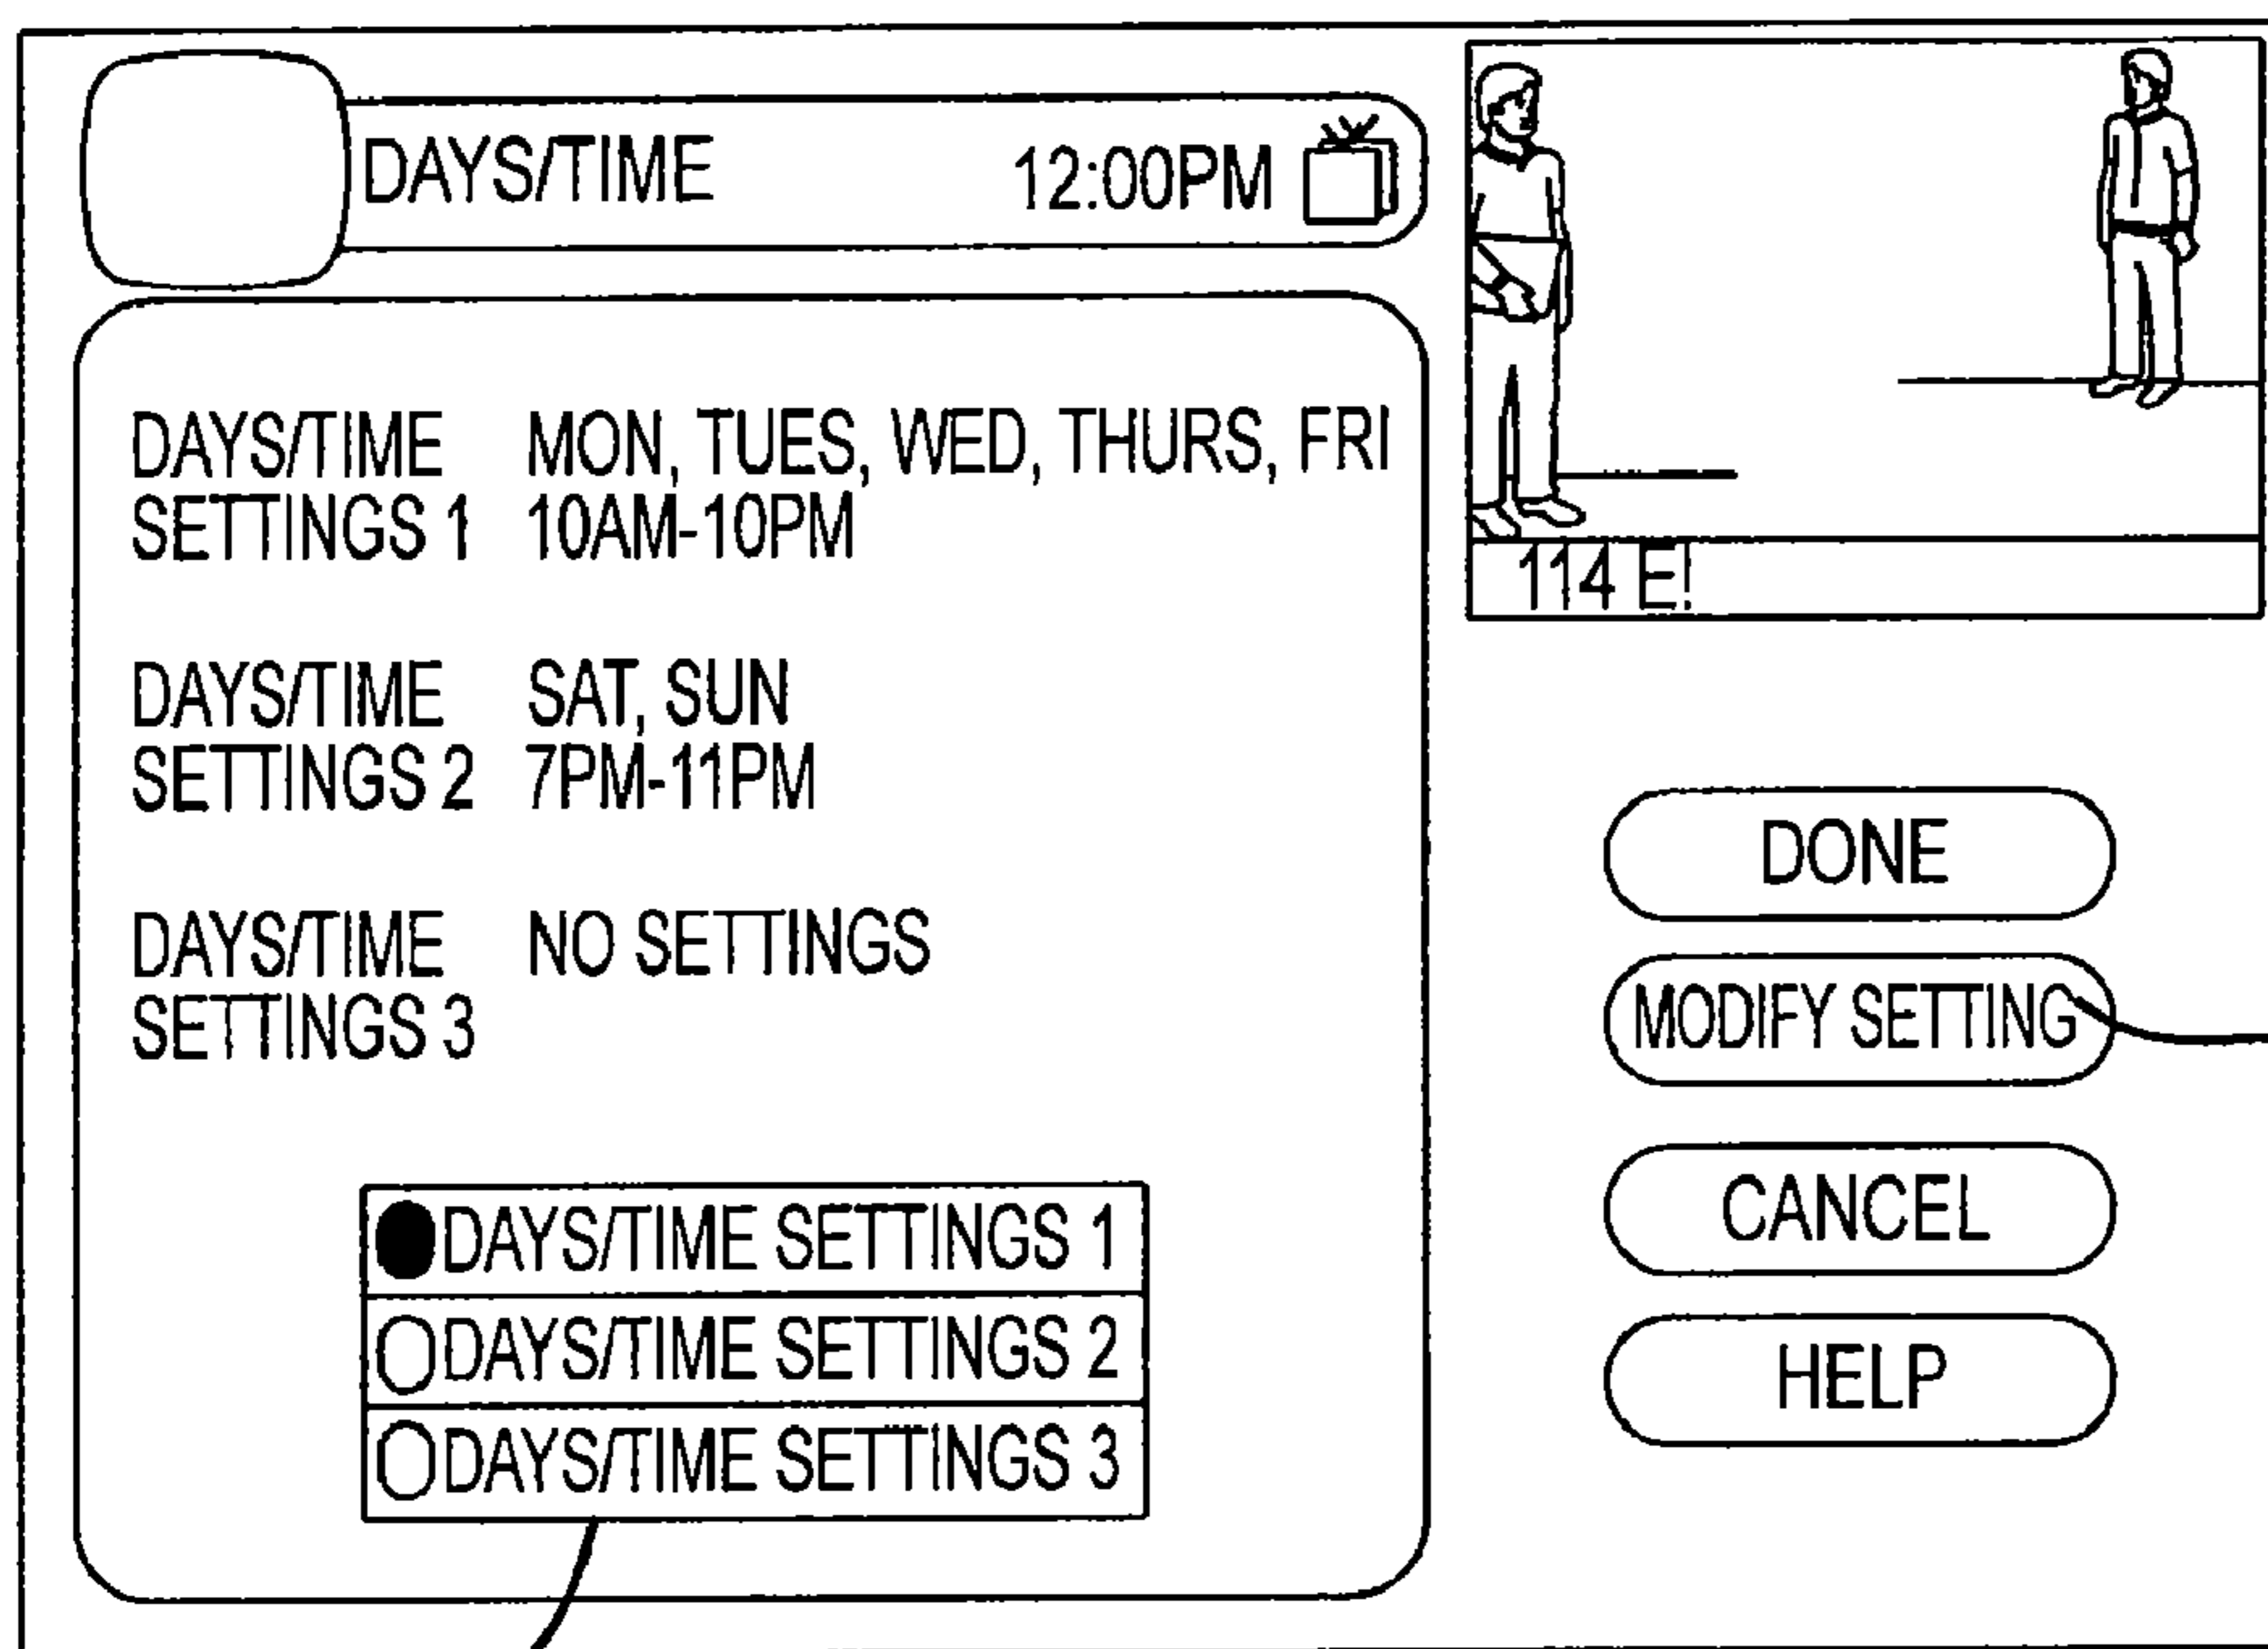 DAYS/TIME 12:00PM
DAYS/TIME MON, TUES, WED, THURS, FRI
SETTINGS 1 10AM-10PM
DAYS/TIME SAT, SUN
SETTINGS 2 7PM-11PM
DAYS/TIME NO SETTINGS
SETTINGS 3
DAYS/TIME SETTINGS 1
DAYS/TIME SETTINGS 2
DAYS/TIME SETTINGS 3
114 E!
DONE
MODIFY SETTING
CANCEL
HELP